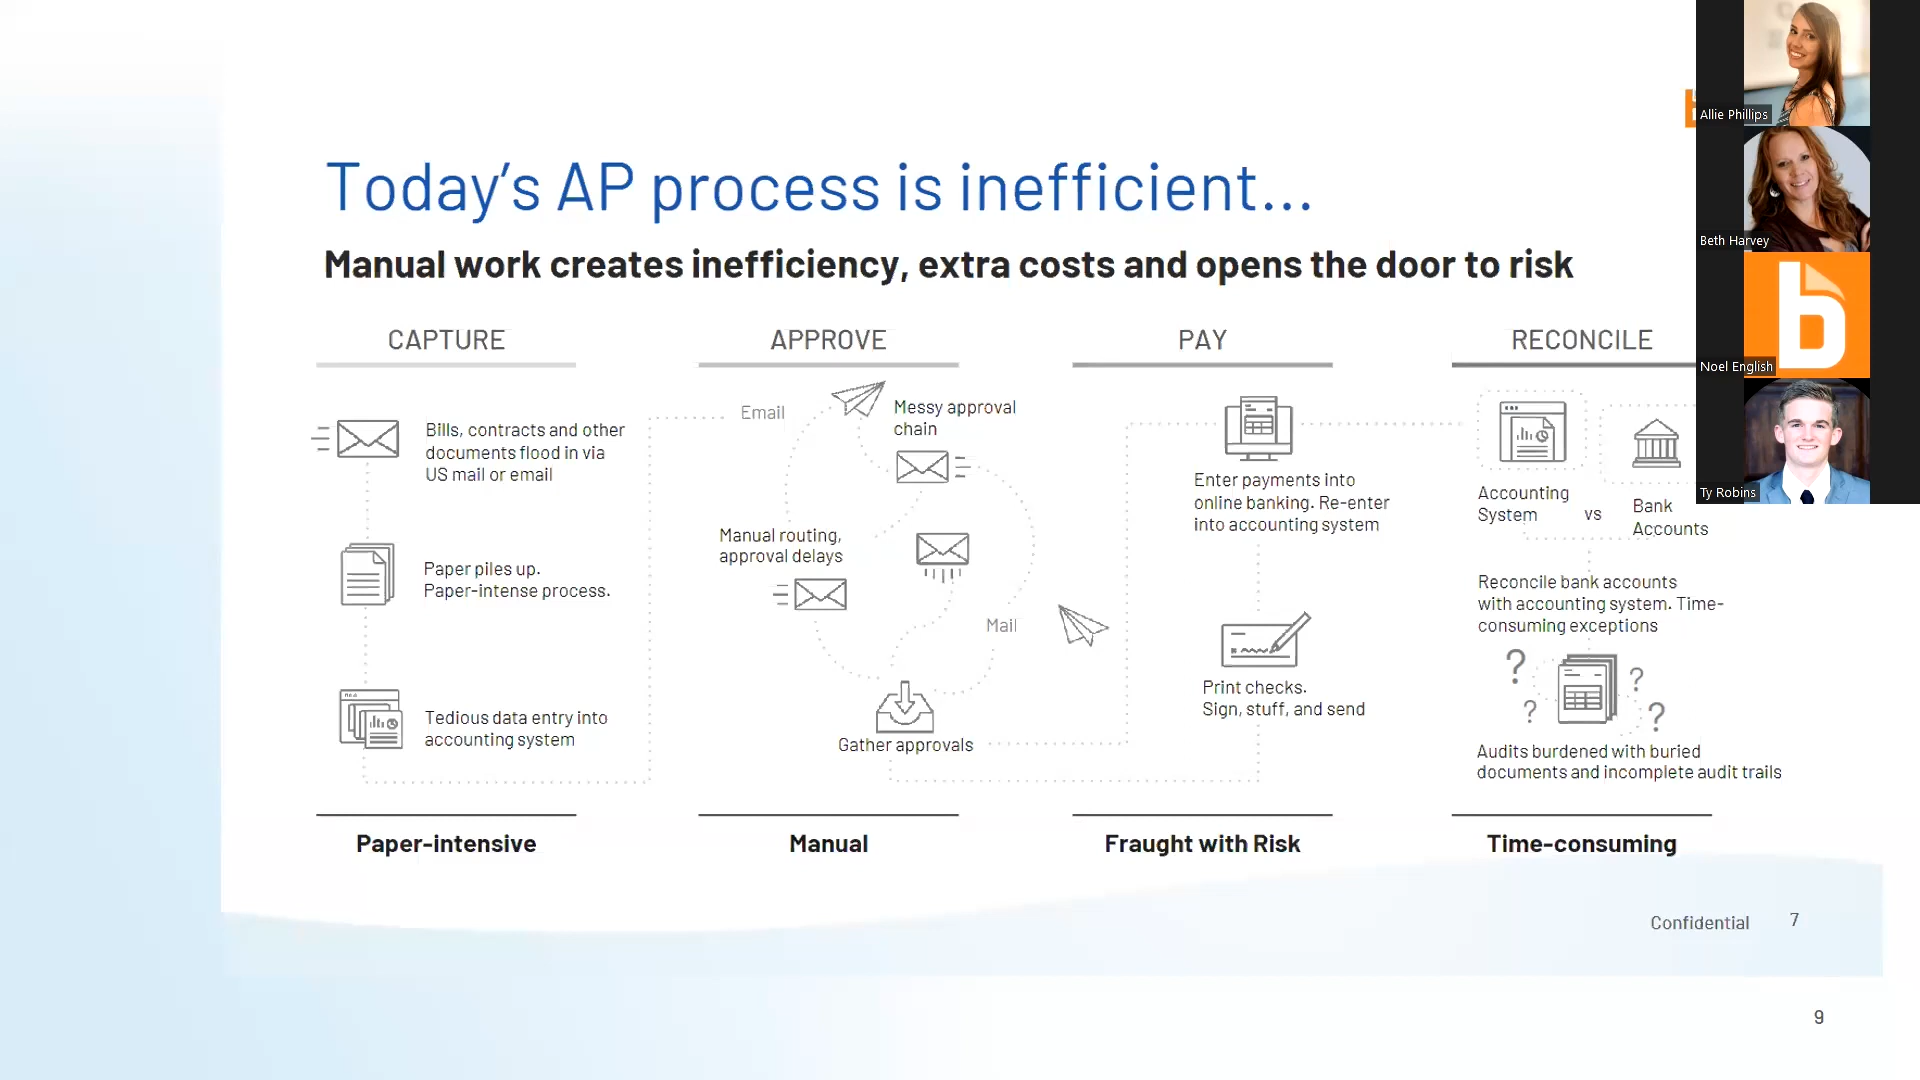 Today's AP process is inefficient...
Manual work creates inefficiency, extra costs and opens the door to risk
CAPTURE
Bills, contracts and other
documents flood in via
US mail or email
Paper piles up.
Paper-intense process.
Tedious data entry into
accounting system
Paper-intensive
APPROVE
Email
Messy approval
chain
Manual routing,
approval delays
Mail
Gather approvals
Manual
PAY
Enter payments into
online banking. Re-enter
into accounting system
Print checks.
Sign, stuff, and send
Fraught with Risk
RECONCILE
Accounting
System
vs
Bank
Accounts
Reconcile bank accounts
with accounting system. Time-
consuming exceptions
? ? ? ?
Audits burdened with buried
documents and incomplete audit trails
Time-consuming
Confidential 7
9
Allie Phillips
Beth Harvey
b
Noel English
Ty Robins